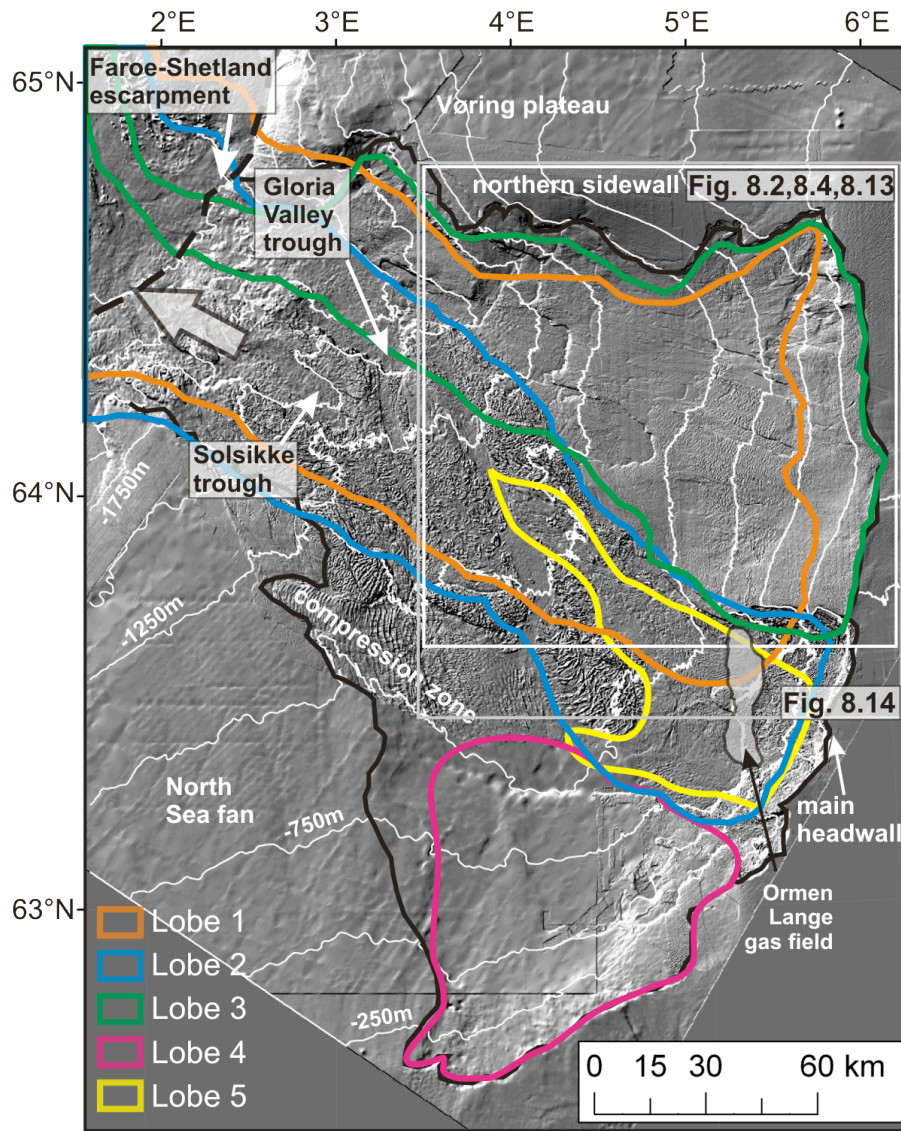 2°E
3°E
4°E
5°E
6°E
65°N
64°N
63°N
Faroe-Shetland
escarpment
Vøring plateau
Gloria
Valley
trough
northern sidewall
Fig. 8.2,8.4,8.13
Solsikke
trough
-1750m
-1250m
compression zone
Fig. 8.14
North
Sea fan
-750m
main
headwall
Ormen
Lange
gas field
-250m
Lobe 1
Lobe 2
Lobe 3
Lobe 4
Lobe 5
0 15 30 60 km